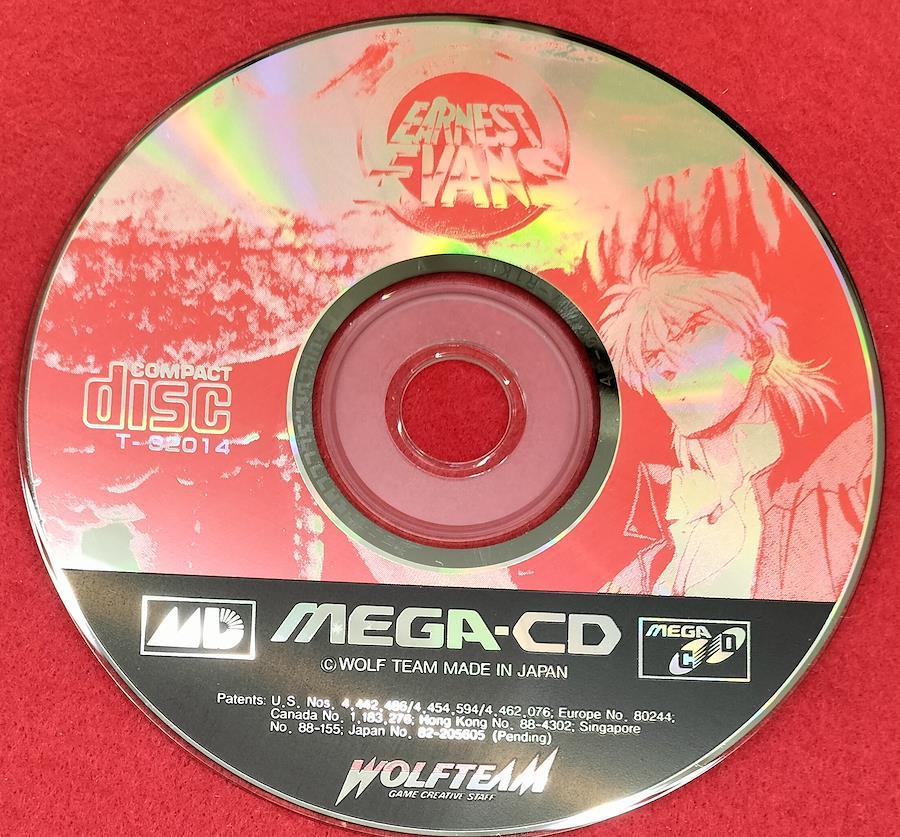 EARNEST
EVANS
COMPACT
disc
T-32014
MEGA-CD
MEGA
CD
© WOLF TEAM MADE IN JAPAN
Patents: U.S. Nos. 4,442,486/4,454,594/4,462,076; Europe No. 80244;
Canada No. 1,183,276; Hong Kong No. 88-4302; Singapore
No. 88-155; Japan No. 82-205605 (Pending)
WOLFTEAM
GAME CREATIVE STAFF